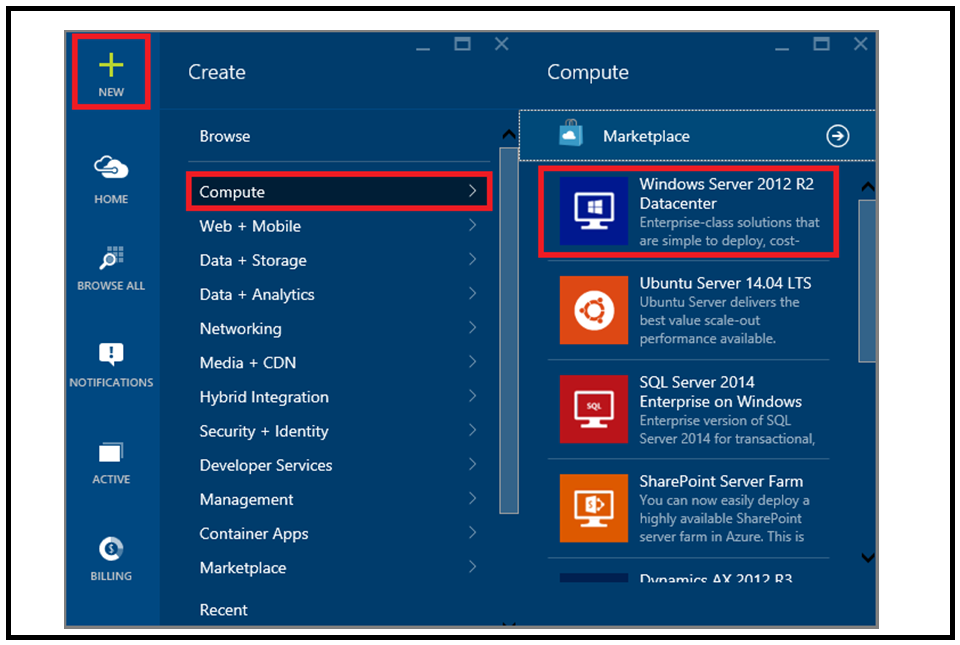 NEW
HOME
BROWSE ALL
NOTIFICATIONS
ACTIVE
BILLING
Create
Browse
Compute
Web + Mobile
Data + Storage
Data + Analytics
Networking
Media + CDN
Hybrid Integration
Security + Identity
Developer Services
Management
Container Apps
Marketplace
Recent
Compute
Marketplace
Windows Server 2012 R2
Datacenter
Enterprise-class solutions that
are simple to deploy, cost-
Ubuntu Server 14.04 LTS
Ubuntu Server delivers the
best value scale-out
performance available.
SQL
SQL Server 2014
Enterprise on Windows
Enterprise version of SQL
Server 2014 for transactional,
SharePoint Server Farm
You can now easily deploy a
highly available SharePoint
server farm in Azure. This is
Dynamics AX 2012 R3